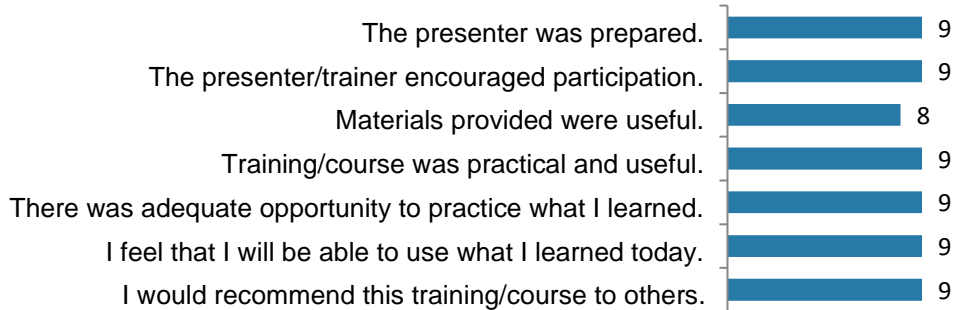 The presenter was prepared. 9
The presenter/trainer encouraged participation. 9
Materials provided were useful. 8
Training/course was practical and useful. 9
There was adequate opportunity to practice what I learned. 9
I feel that I will be able to use what I learned today. 9
I would recommend this training/course to others. 9